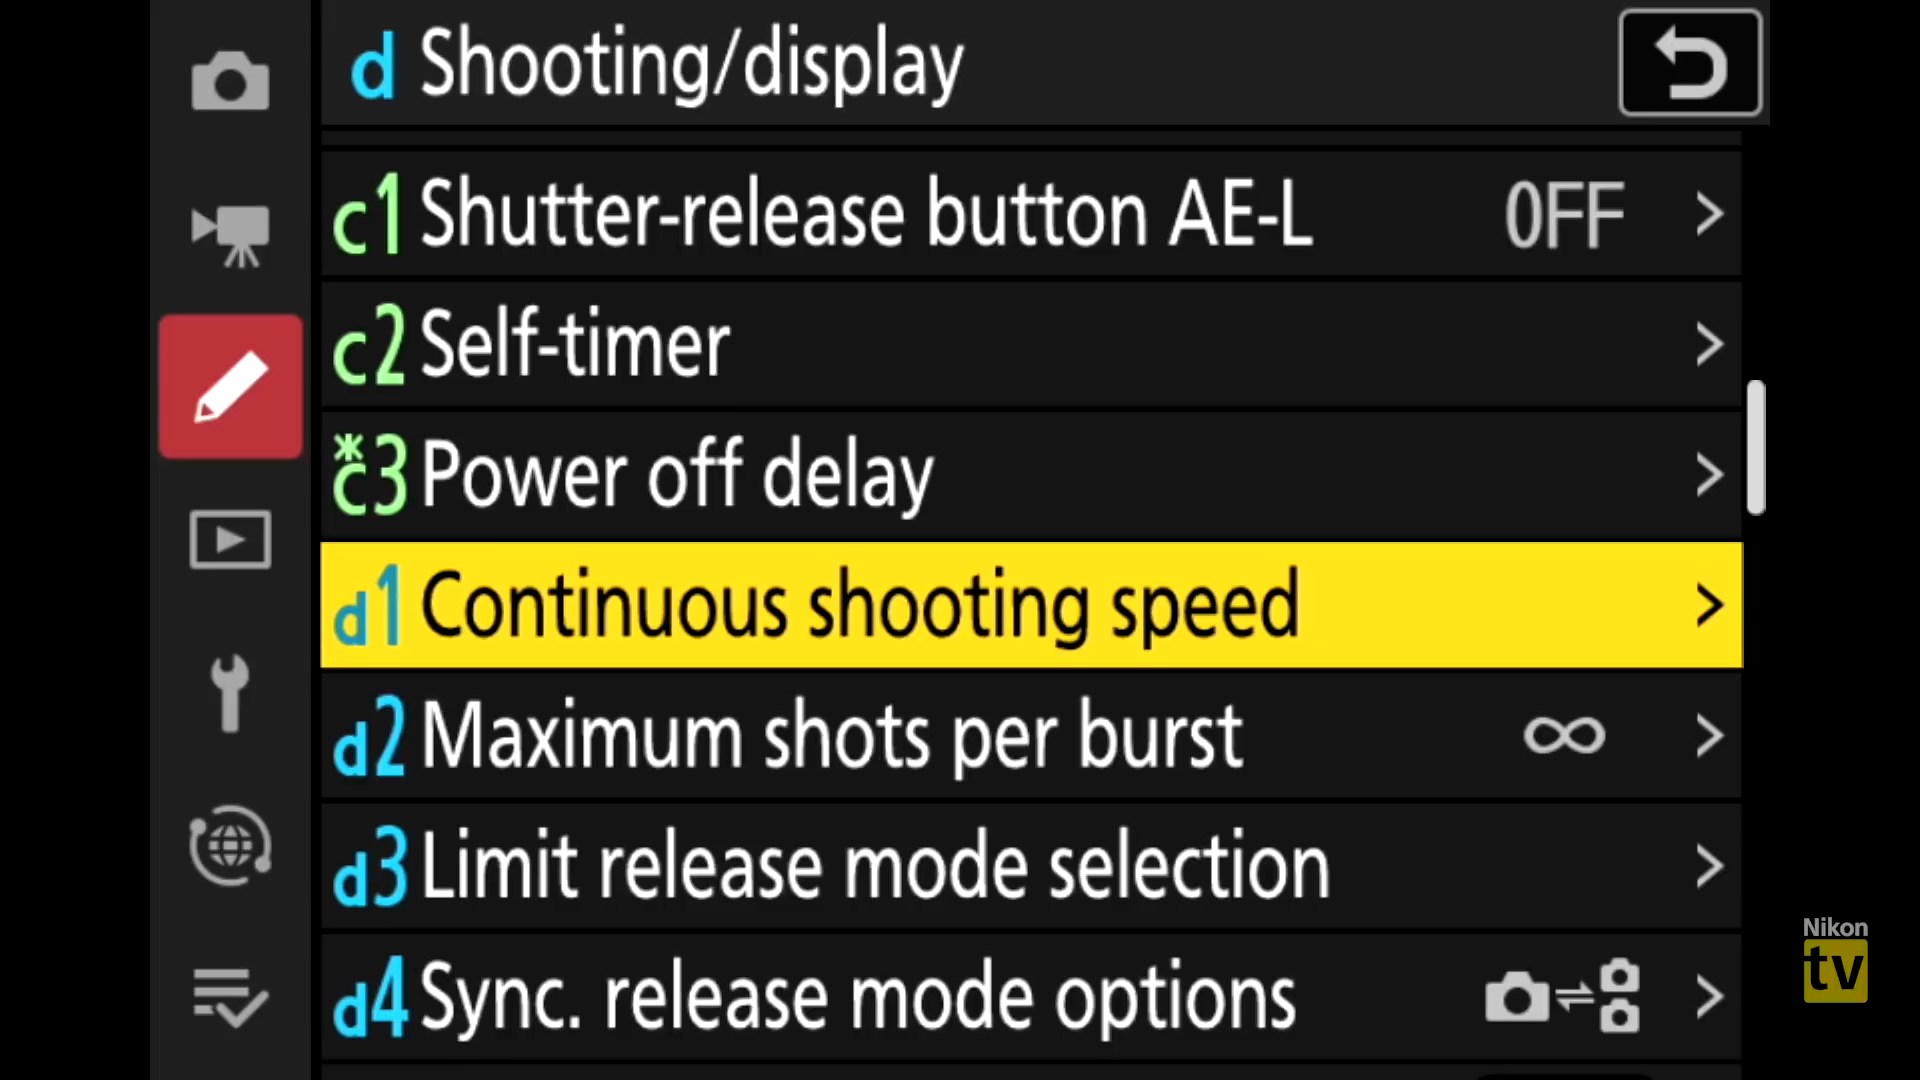 d Shooting/display
c1 Shutter-release button AE-L OFF >
c2 Self-timer >
*c3 Power off delay >
d1 Continuous shooting speed >
d2 Maximum shots per burst ∞ >
d3 Limit release mode selection >
d4 Sync. release mode options >
Nikon
tv